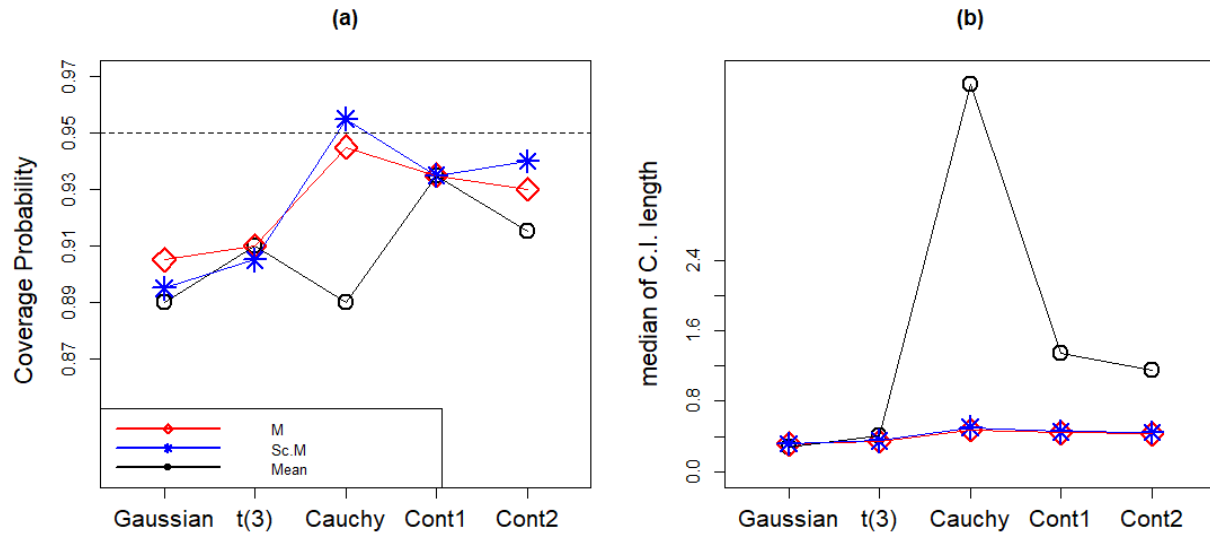 (a)
Coverage Probability
0.97
0.95
0.93
0.91
0.89
0.87
M
Sc.M
Mean
Gaussian t(3) Cauchy Cont1 Cont2
(b)
median of C.I. length
2.4
1.6
0.8
0.0
Gaussian t(3) Cauchy Cont1 Cont2